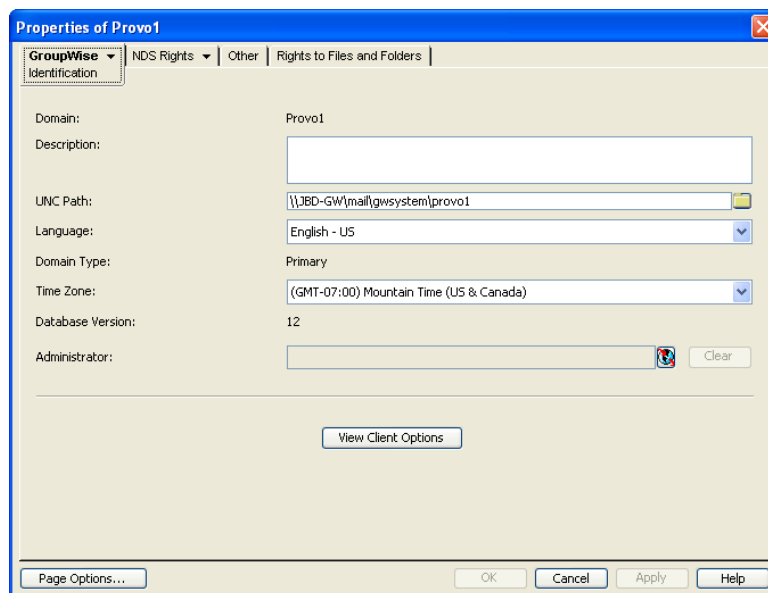 Properties of Provo1
GroupWise NDS Rights Other Rights to Files and Folders
Identification
Domain: Provo1
Description:
UNC Path: \\JBD-GW\mail\gwsystem\provo1
Language: English - US
Domain Type: Primary
Time Zone: (GMT-07:00) Mountain Time (US & Canada)
Database Version: 12
Administrator: Clear
View Client Options
Page Options... OK Cancel Apply Help